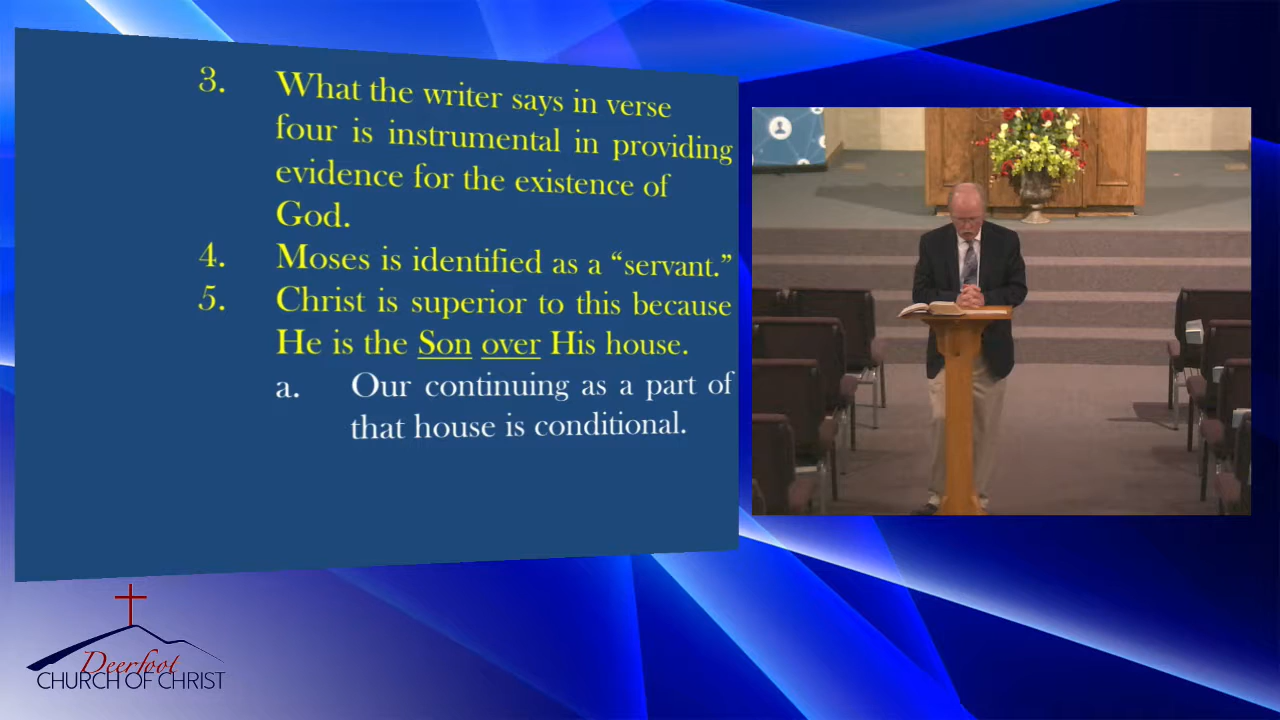 3. What the writer says in verse
four is instrumental in providing
evidence for the existence of
God.
4. Moses is identified as a “servant.”
5. Christ is superior to this because
He is the Son over His house.
a. Our continuing as a part of
that house is conditional.
Deerfoot
CHURCH OF CHRIST